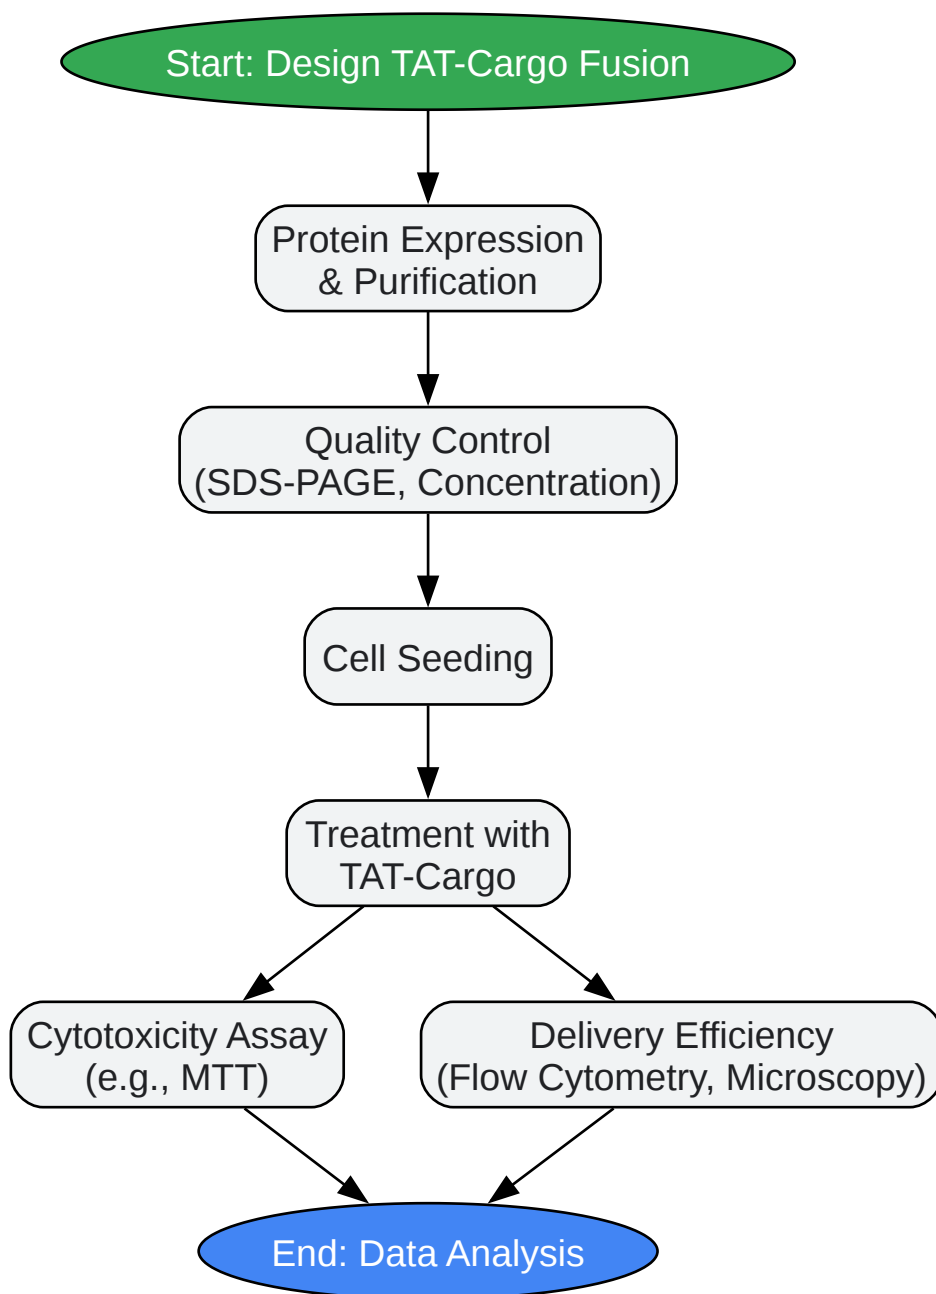 Start: Design TAT-Cargo Fusion
Protein Expression
& Purification
Quality Control
(SDS-PAGE, Concentration)
Cell Seeding
Treatment with
TAT-Cargo
Cytotoxicity Assay
(e.g., MTT)
Delivery Efficiency
(Flow Cytometry, Microscopy)
End: Data Analysis